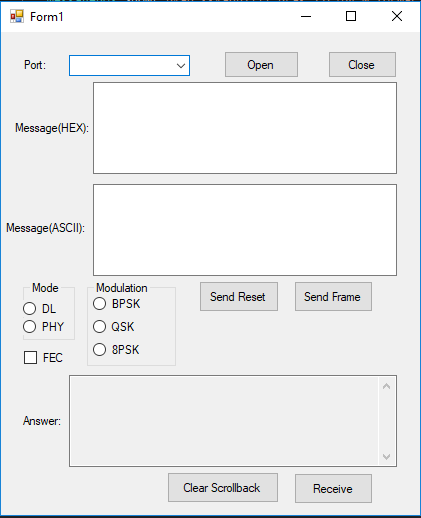 Form1
Port:
Open
Close
Message(HEX):
Message(ASCII):
Mode
DL
PHY
Modulation
BPSK
QSK
8PSK
Send Reset
Send Frame
FEC
Answer:
Clear Scrollback
Receive